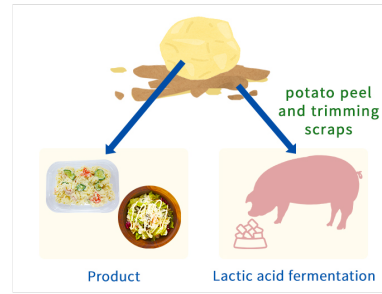 potato peel
and trimming
scraps
Product
Lactic acid fermentation